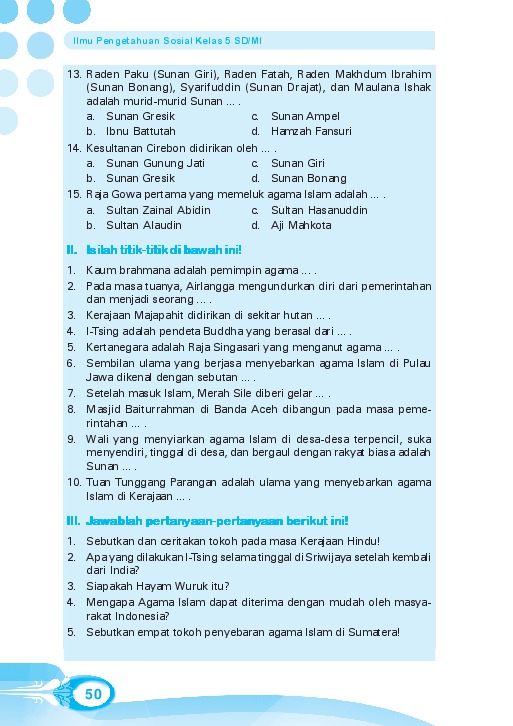 Ilmu Pengetahuan Sosial Kelas 5 SD/MI
13. Raden Paku (Sunan Giri), Raden Fatah, Raden Makhdum Ibrahim
(Sunan Bonang), Syarifuddin (Sunan Drajat), dan Maulana Ishak
adalah murid-murid Sunan ... .
a. Sunan Gresik c. Sunan Ampel
b. Ibnu Battutah d. Hamzah Fansuri
14. Kesultanan Cirebon didirikan oleh ... .
a. Sunan Gunung Jati c. Sunan Giri
b. Sunan Gresik d. Sunan Bonang
15. Raja Gowa pertama yang memeluk agama Islam adalah ... .
a. Sultan Zainal Abidin c. Sultan Hasanuddin
b. Sultan Alaudin d. Aji Mahkota
II. Isilah titik-titik di bawah ini!
1. Kaum brahmana adalah pemimpin agama ... .
2. Pada masa tuanya, Airlangga mengundurkan diri dari pemerintahan
dan menjadi seorang ... .
3. Kerajaan Majapahit didirikan di sekitar hutan ... .
4. I-Tsing adalah pendeta Buddha yang berasal dari ... .
5. Kertanegara adalah Raja Singasari yang menganut agama ... .
6. Sembilan ulama yang berjasa menyebarkan agama Islam di Pulau
Jawa dikenal dengan sebutan ... .
7. Setelah masuk Islam, Merah Sile diberi gelar ... .
8. Masjid Baiturrahman di Banda Aceh dibangun pada masa peme-
rintahan ... .
9. Wali yang menyiarkan agama Islam di desa-desa terpencil, suka
menyendiri, tinggal di desa, dan bergaul dengan rakyat biasa adalah
Sunan ... .
10. Tuan Tunggang Parangan adalah ulama yang menyebarkan agama
Islam di Kerajaan ... .
III. Jawablah pertanyaan-pertanyaan berikut ini!
1. Sebutkan dan ceritakan tokoh pada masa Kerajaan Hindu!
2. Apa yang dilakukan I-Tsing selama tinggal di Sriwijaya setelah kembali
dari India?
3. Siapakah Hayam Wuruk itu?
4. Mengapa Agama Islam dapat diterima dengan mudah oleh masya-
rakat Indonesia?
5. Sebutkan empat tokoh penyebaran agama Islam di Sumatera!
50